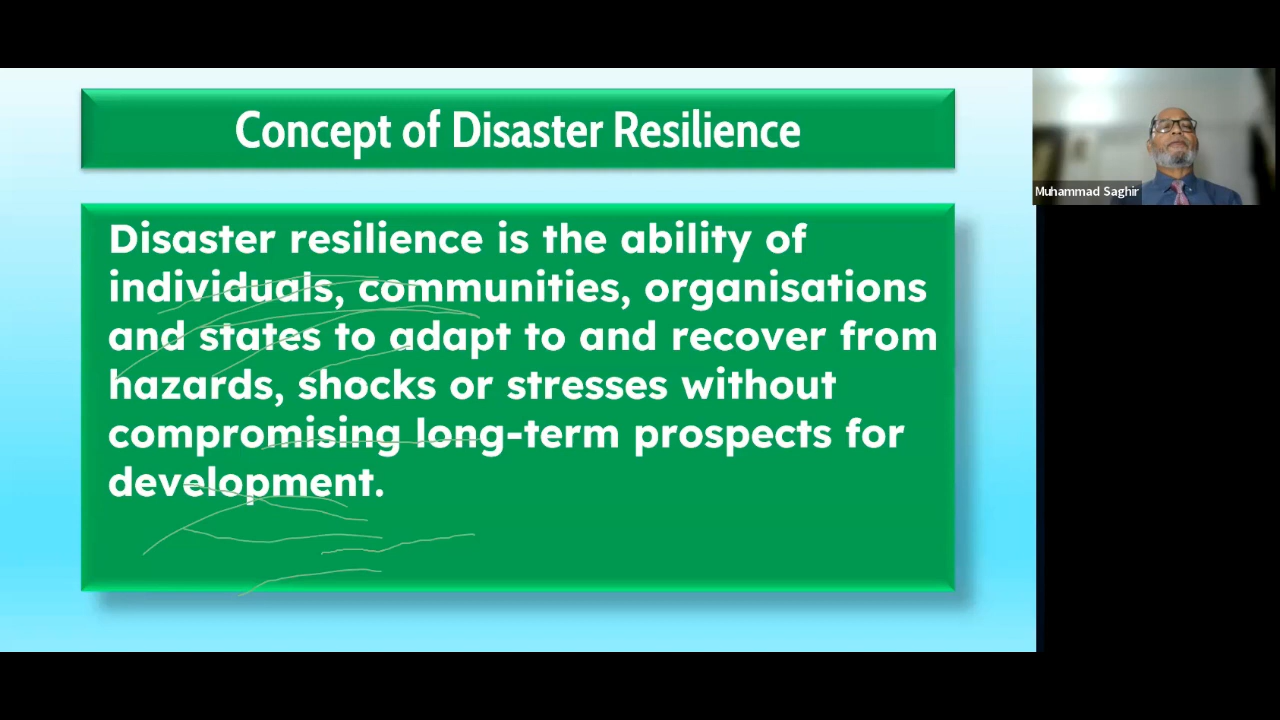 Concept of Disaster Resilience
Disaster resilience is the ability of
individuals, communities, organisations
and states to adapt to and recover from
hazards, shocks or stresses without
compromising long-term prospects for
development.
Muhammad Saghir